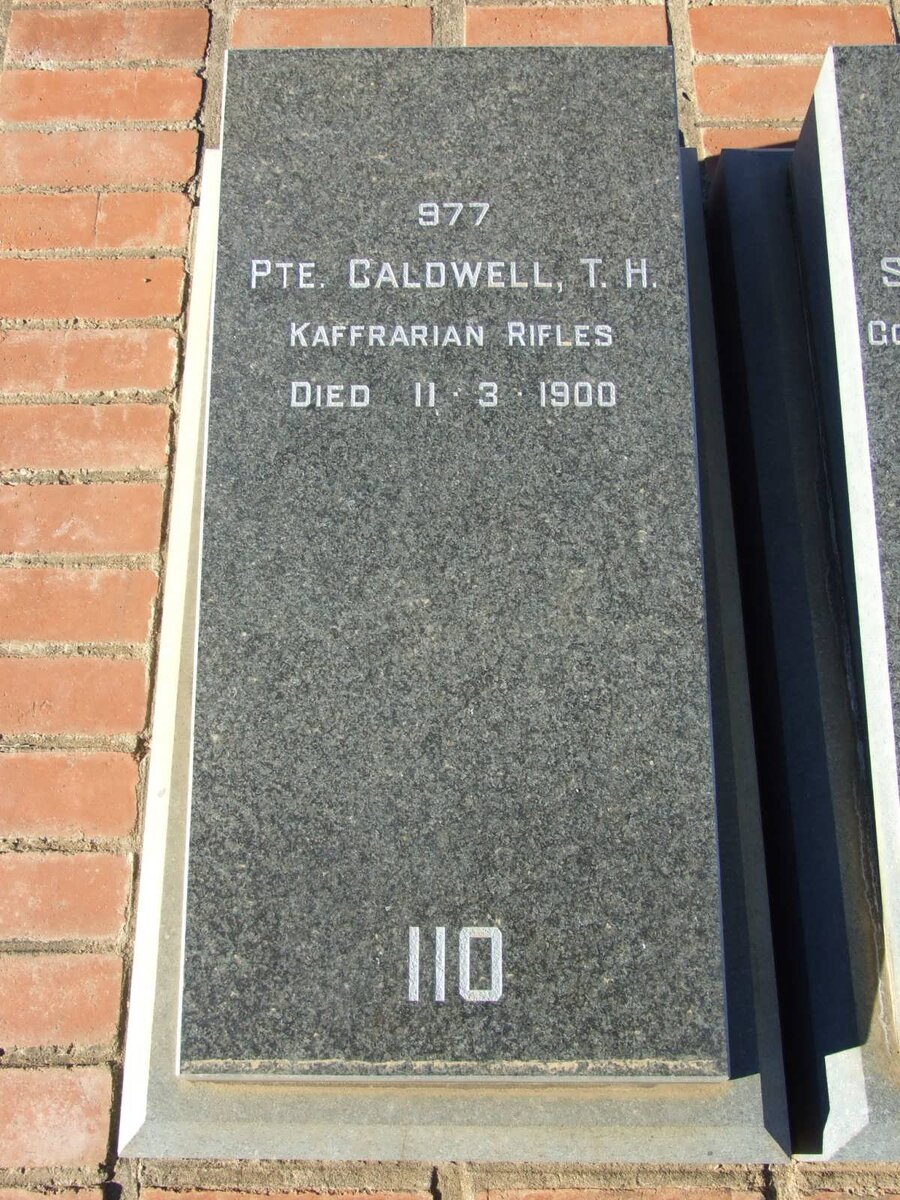 977
PTE. CALDWELL, T. H.
KAFFRARIAN RIFLES
DIED 11 · 3 · 1900
110